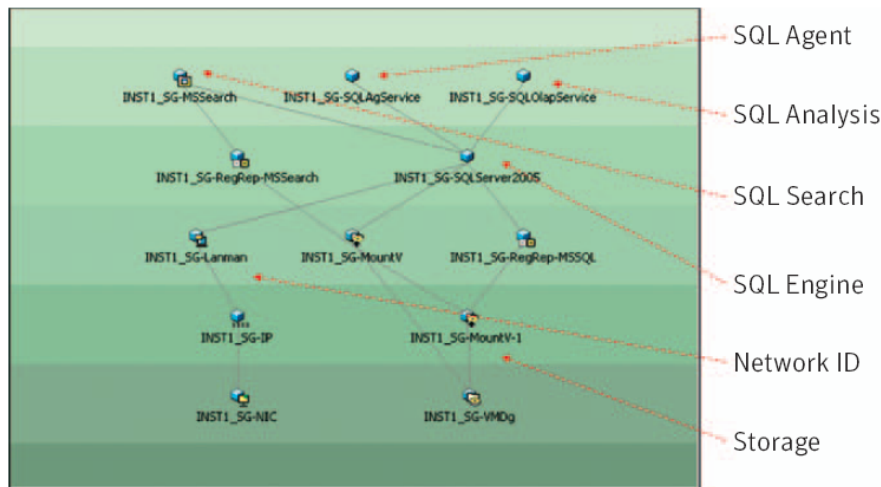 SQL Agent
INST1_SG-MSSearch INST1_SG-SQLAgService INST1_SG-SQLOlapService
SQL Analysis
INST1_SG-RegRep-MSSearch INST1_SG-SQLServer2005
SQL Search
INST1_SG-Lanman INST1_SG-MountV INST1_SG-RegRep-MSSQL
SQL Engine
INST1_SG-IP INST1_SG-MountV-1
Network ID
INST1_SG-NIC INST1_SG-VMDg
Storage